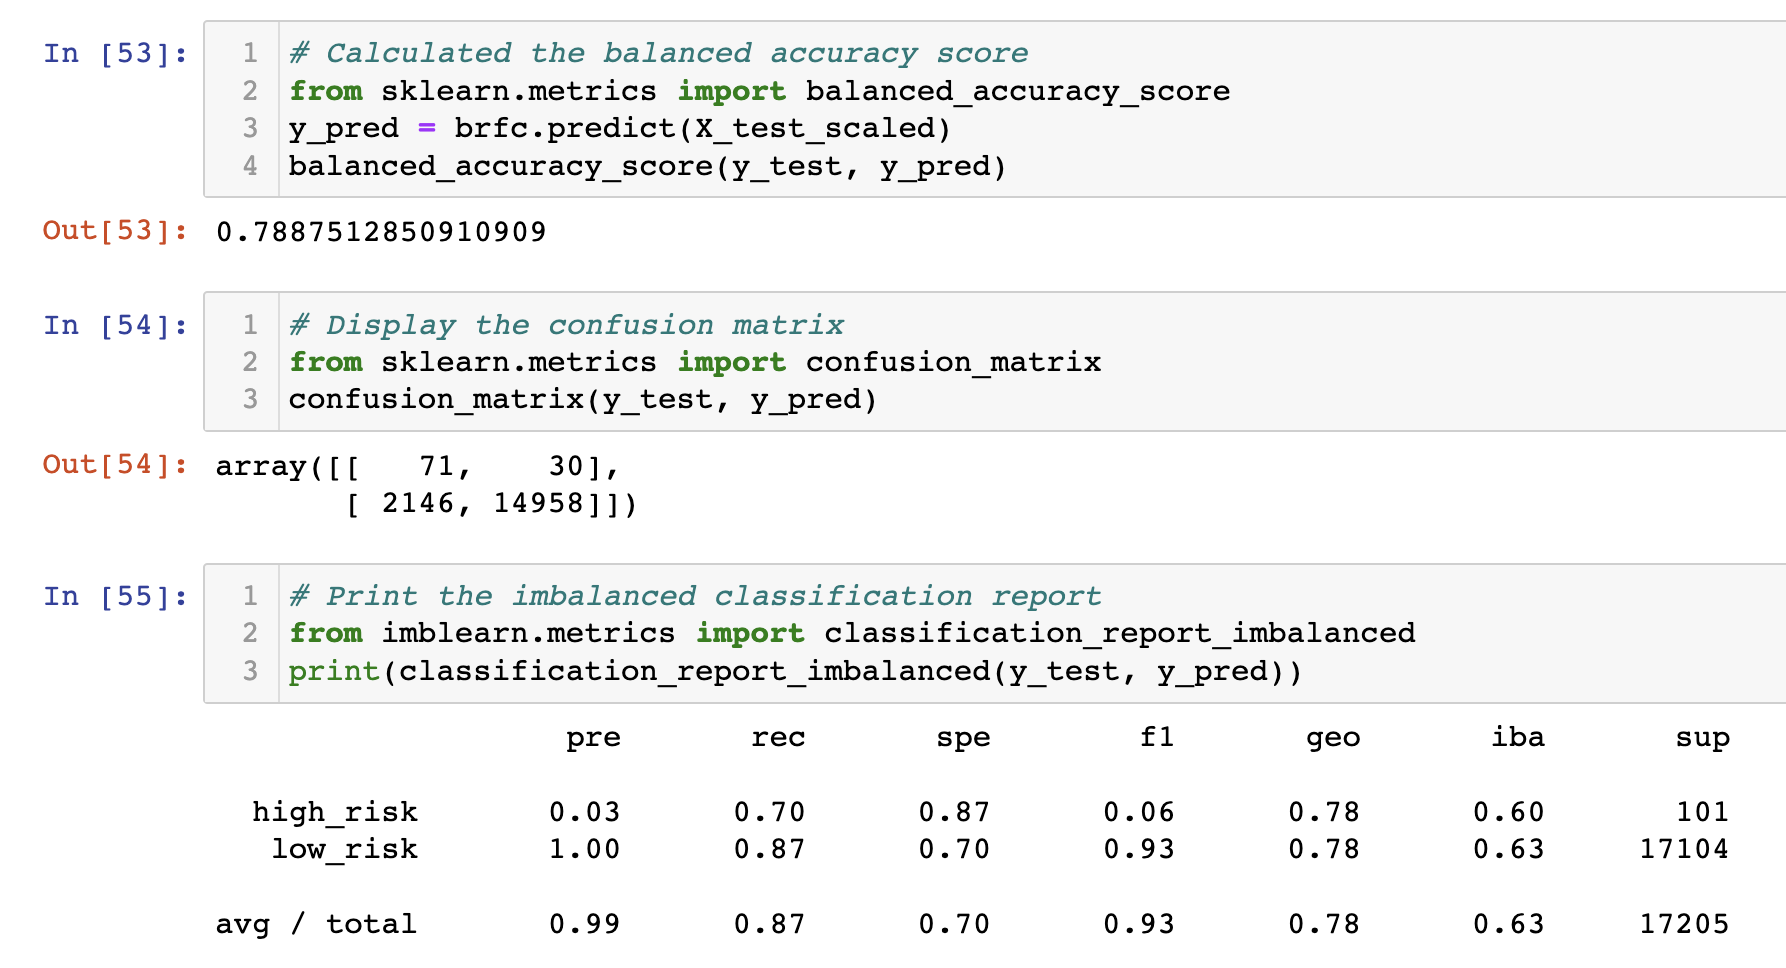 In [53]:
1 # Calculated the balanced accuracy score
2 from sklearn.metrics import balanced_accuracy_score
3 y_pred = brfc.predict(X_test_scaled)
4 balanced_accuracy_score(y_test, y_pred)
Out[53]: 0.7887512850910909
In [54]:
1 # Display the confusion matrix
2 from sklearn.metrics import confusion_matrix
3 confusion_matrix(y_test, y_pred)
Out[54]: array([[   71,    30],
       [ 2146, 14958]])
In [55]:
1 # Print the imbalanced classification report
2 from imblearn.metrics import classification_report_imbalanced
3 print(classification_report_imbalanced(y_test, y_pred))
pre rec spe f1 geo iba sup
high_risk 0.03 0.70 0.87 0.06 0.78 0.60 101
low_risk 1.00 0.87 0.70 0.93 0.78 0.63 17104
avg / total 0.99 0.87 0.70 0.93 0.78 0.63 17205